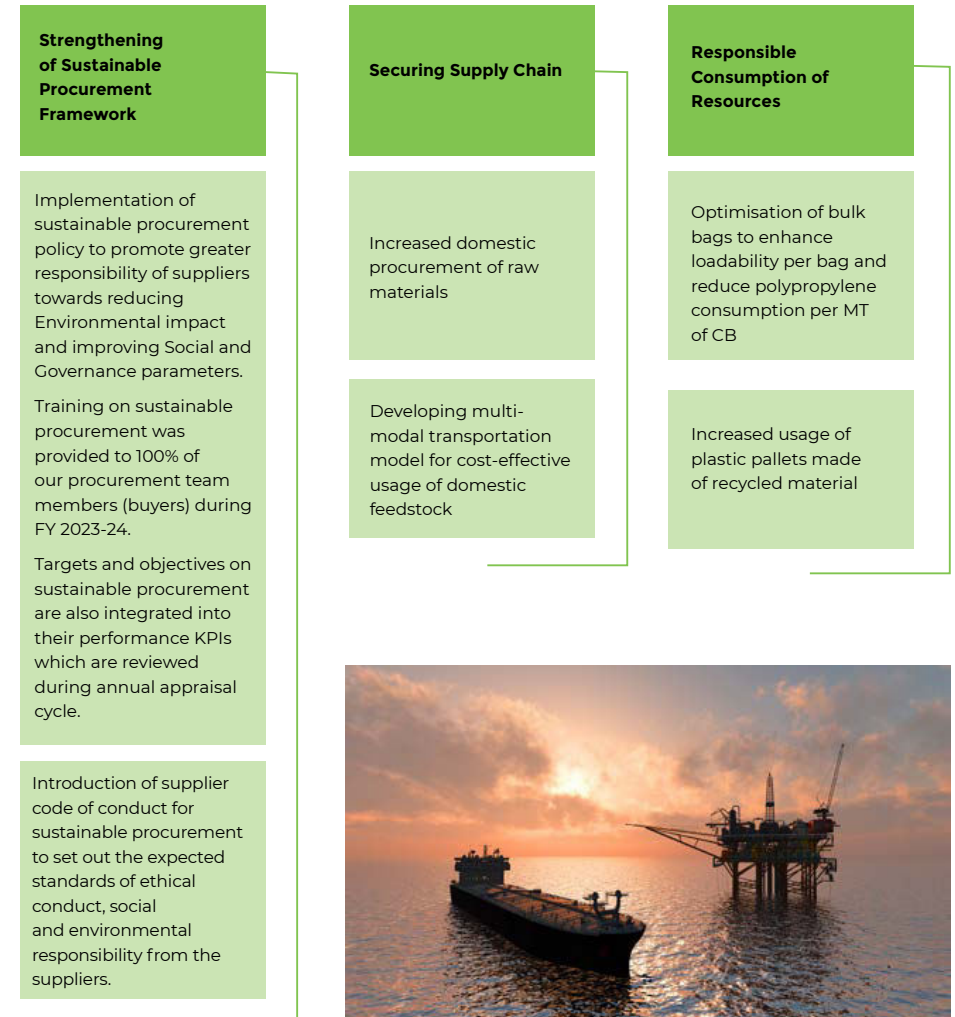 Strengthening
of Sustainable
Procurement
Framework
Implementation of
sustainable procurement
policy to promote greater
responsibility of suppliers
towards reducing
Environmental impact
and improving Social and
Governance parameters.
Training on sustainable
procurement was
provided to 100% of
our procurement team
members (buyers) during
FY 2023-24.
Targets and objectives on
sustainable procurement
are also integrated into
their performance KPIs
which are reviewed
during annual appraisal
cycle.
Introduction of supplier
code of conduct for
sustainable procurement
to set out the expected
standards of ethical
conduct, social
and environmental
responsibility from the
suppliers.
Securing Supply Chain
Increased domestic
procurement of raw
materials
Developing multi-
modal transportation
model for cost-effective
usage of domestic
feedstock
Responsible
Consumption of
Resources
Optimisation of bulk
bags to enhance
loadability per bag and
reduce polypropylene
consumption per MT
of CB
Increased usage of
plastic pallets made
of recycled material